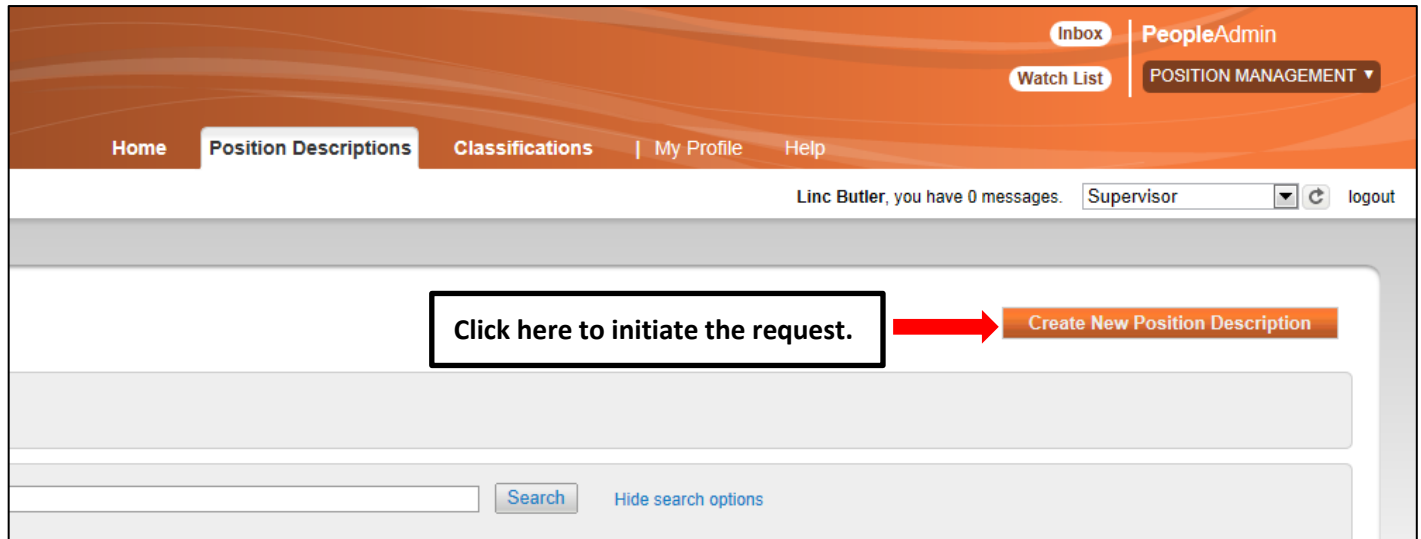 Inbox
PeopleAdmin
Watch List
POSITION MANAGEMENT
Home Position Descriptions Classifications | My Profile Help
Linc Butler, you have 0 messages. Supervisor logout
Click here to initiate the request.
Create New Position Description
Search Hide search options